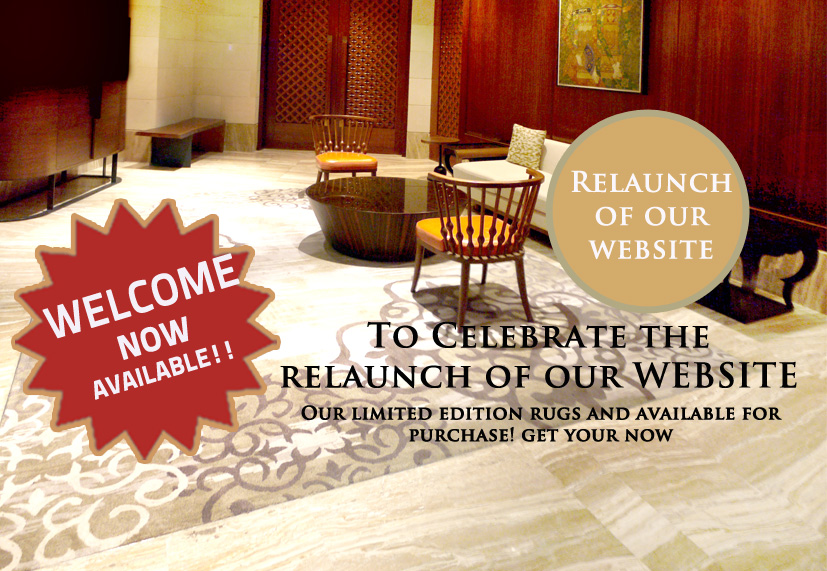 RELAUNCH
OF OUR
WEBSITE
WELCOME
NOW
AVAILABLE!!
TO CELEBRATE THE
RELAUNCH OF OUR WEBSITE
OUR LIMITED EDITION RUGS AND AVAILABLE FOR
PURCHASE! GET YOUR NOW